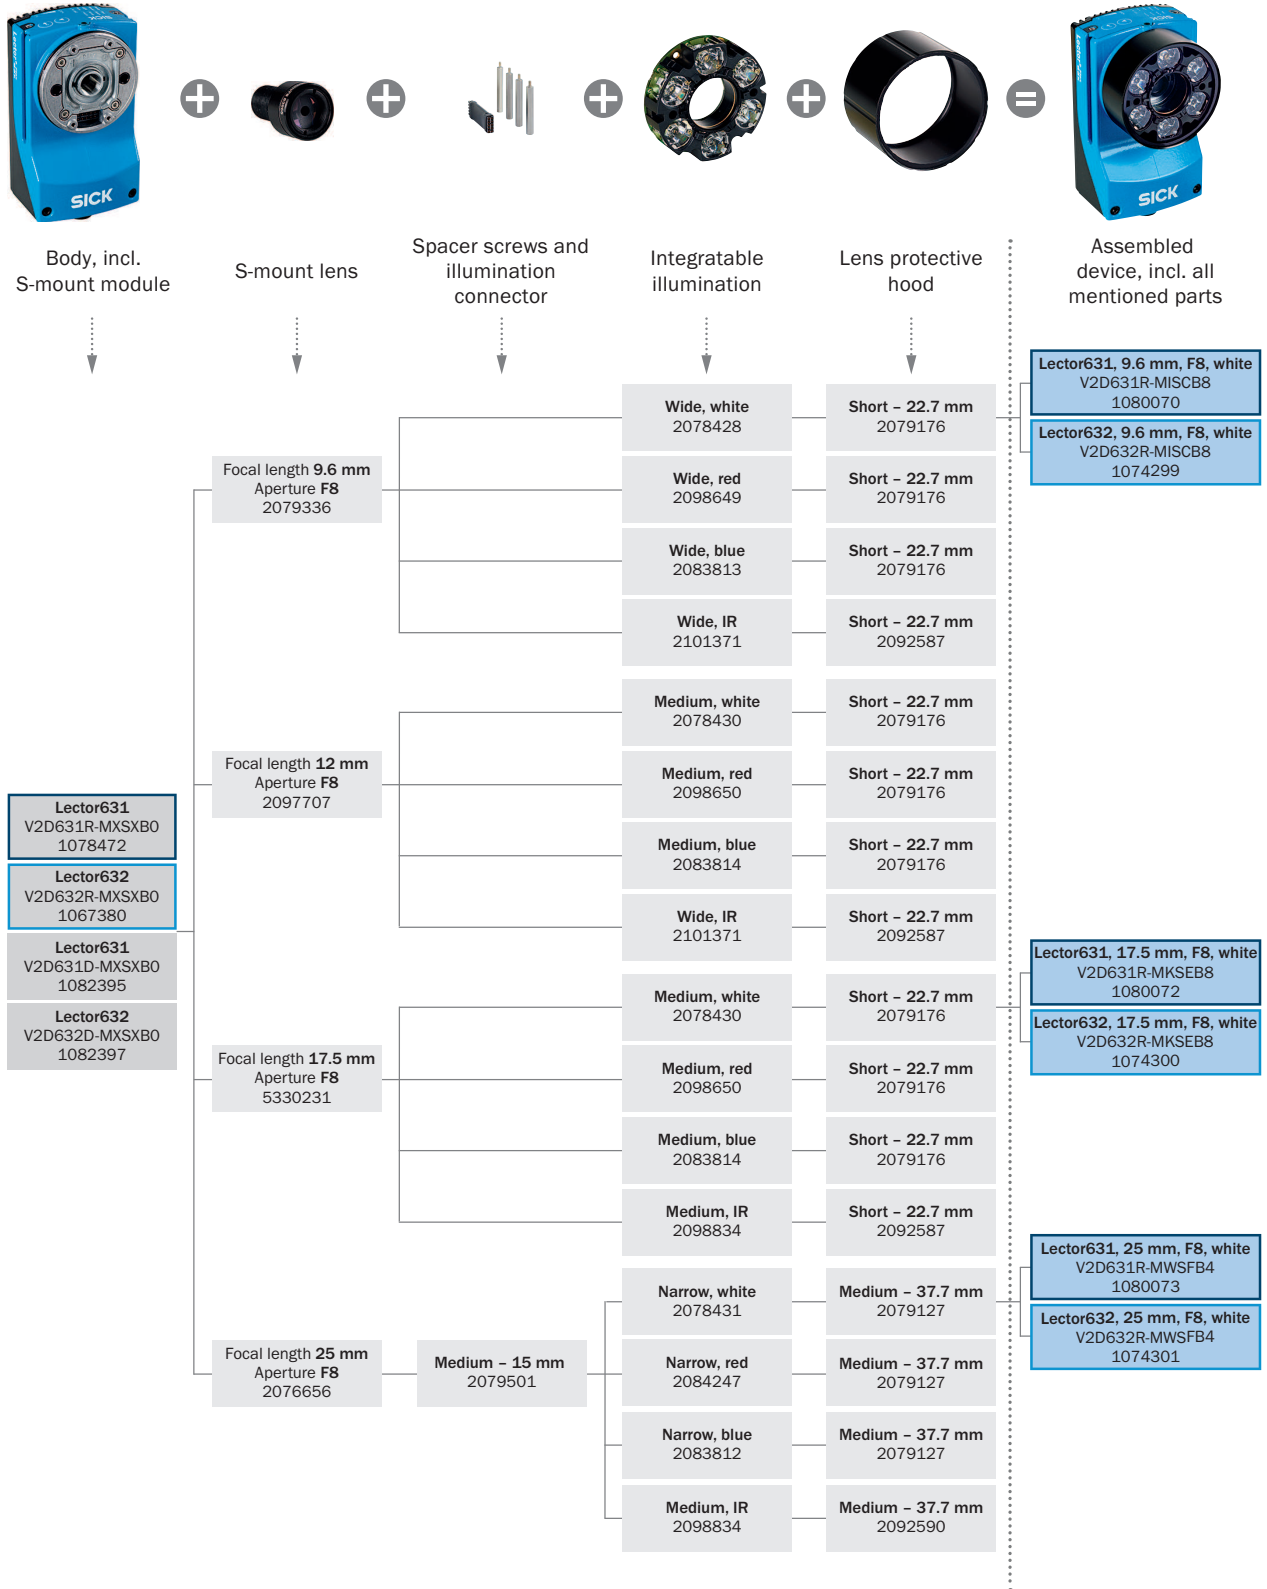 SICK
SICK
Body, incl.
S-mount module
S-mount lens
Spacer screws and
illumination
connector
Integratable
illumination
Lens protective
hood
Assembled
device, incl. all
mentioned parts
Lector631
V2D631R-MXSXB0
1078472
Lector632
V2D632R-MXSXB0
1067380
Lector631
V2D631D-MXSXB0
1082395
Lector632
V2D632D-MXSXB0
1082397
Focal length 9.6 mm
Aperture F8
2079336
Wide, white
2078428
Short – 22.7 mm
2079176
Lector631, 9.6 mm, F8, white
V2D631R-MISCB8
1080070
Lector632, 9.6 mm, F8, white
V2D632R-MISCB8
1074299
Wide, red
2098649
Short – 22.7 mm
2079176
Wide, blue
2083813
Short – 22.7 mm
2079176
Wide, IR
2101371
Short – 22.7 mm
2092587
Focal length 12 mm
Aperture F8
2097707
Medium, white
2078430
Short – 22.7 mm
2079176
Medium, red
2098650
Short – 22.7 mm
2079176
Medium, blue
2083814
Short – 22.7 mm
2079176
Wide, IR
2101371
Short – 22.7 mm
2092587
Focal length 17.5 mm
Aperture F8
5330231
Medium, white
2078430
Short – 22.7 mm
2079176
Lector631, 17.5 mm, F8, white
V2D631R-MKSEB8
1080072
Lector632, 17.5 mm, F8, white
V2D632R-MKSEB8
1074300
Medium, red
2098650
Short – 22.7 mm
2079176
Medium, blue
2083814
Short – 22.7 mm
2079176
Medium, IR
2098834
Short – 22.7 mm
2092587
Focal length 25 mm
Aperture F8
2076656
Medium – 15 mm
2079501
Narrow, white
2078431
Medium – 37.7 mm
2079127
Lector631, 25 mm, F8, white
V2D631R-MWSFB4
1080073
Lector632, 25 mm, F8, white
V2D632R-MWSFB4
1074301
Narrow, red
2084247
Medium – 37.7 mm
2079127
Narrow, blue
2083812
Medium – 37.7 mm
2079127
Medium, IR
2098834
Medium – 37.7 mm
2092590